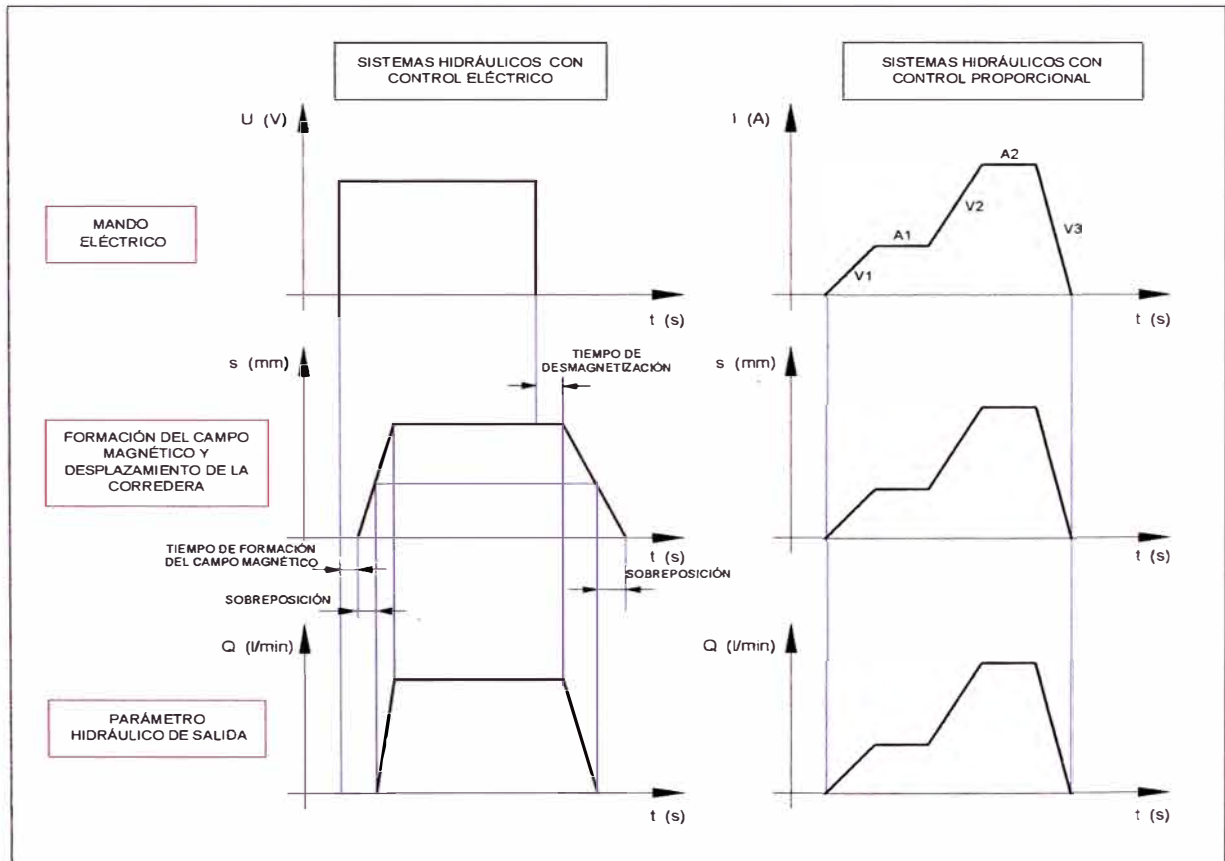 SISTEMAS HIDRÁULICOS CON
CONTROL ELÉCTRICO
SISTEMAS HIDRÁULICOS CON
CONTROL PROPORCIONAL
U (V)
I (A)
MANDO
ELÉCTRICO
A1
A2
V1
V2
V3
t (s)
t (s)
s (mm)
TIEMPO DE
DESMAGNETIZACIÓN
s (mm)
FORMACIÓN DEL CAMPO
MAGNÉTICO Y
DESPLAZAMIENTO DE LA
CORREDERA
t (s)
t (s)
TIEMPO DE FORMACIÓN
DEL CAMPO MAGNÉTICO
SOBREPOSICIÓN
SOBREPOSICIÓN
Q (l/min)
Q (l/min)
PARÁMETRO
HIDRÁULICO DE SALIDA
t (s)
t (s)